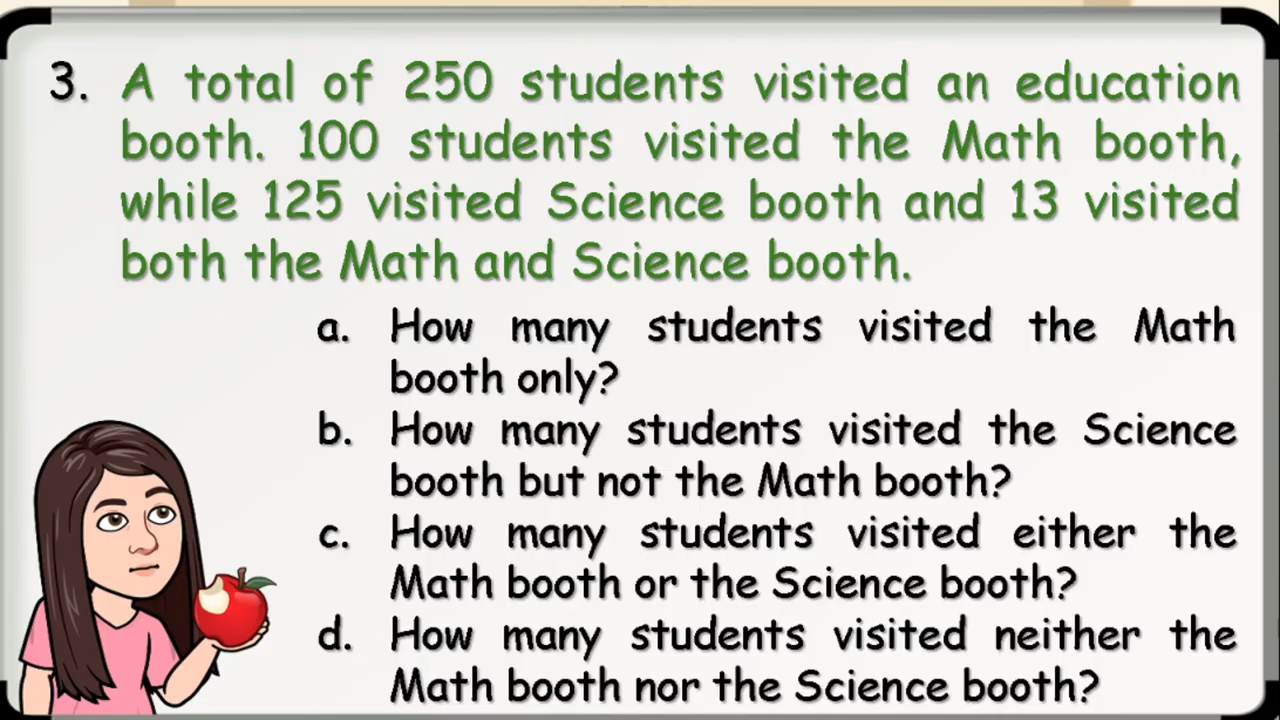 3. A total of 250 students visited an education
booth. 100 students visited the Math booth,
while 125 visited Science booth and 13 visited
both the Math and Science booth.
a. How many students visited the Math
booth only?
b. How many students visited the Science
booth but not the Math booth?
c. How many students visited either the
Math booth or the Science booth?
d. How many students visited neither the
Math booth nor the Science booth?